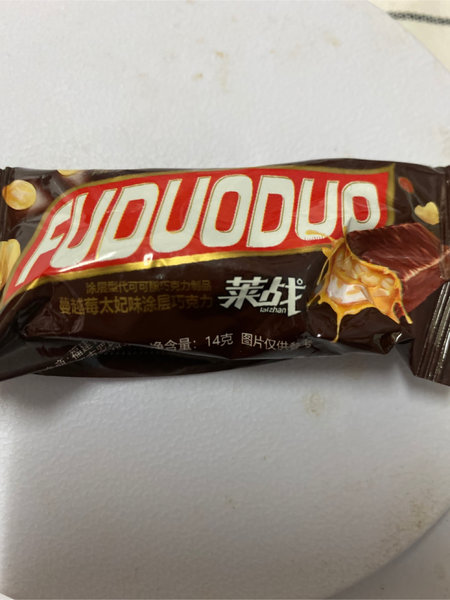 FUDUODUO
涂层型代可可脂巧克力制品
蔓越莓太妃味涂层巧克力
莱战
laizhan
净含量：14克 图片仅供参考